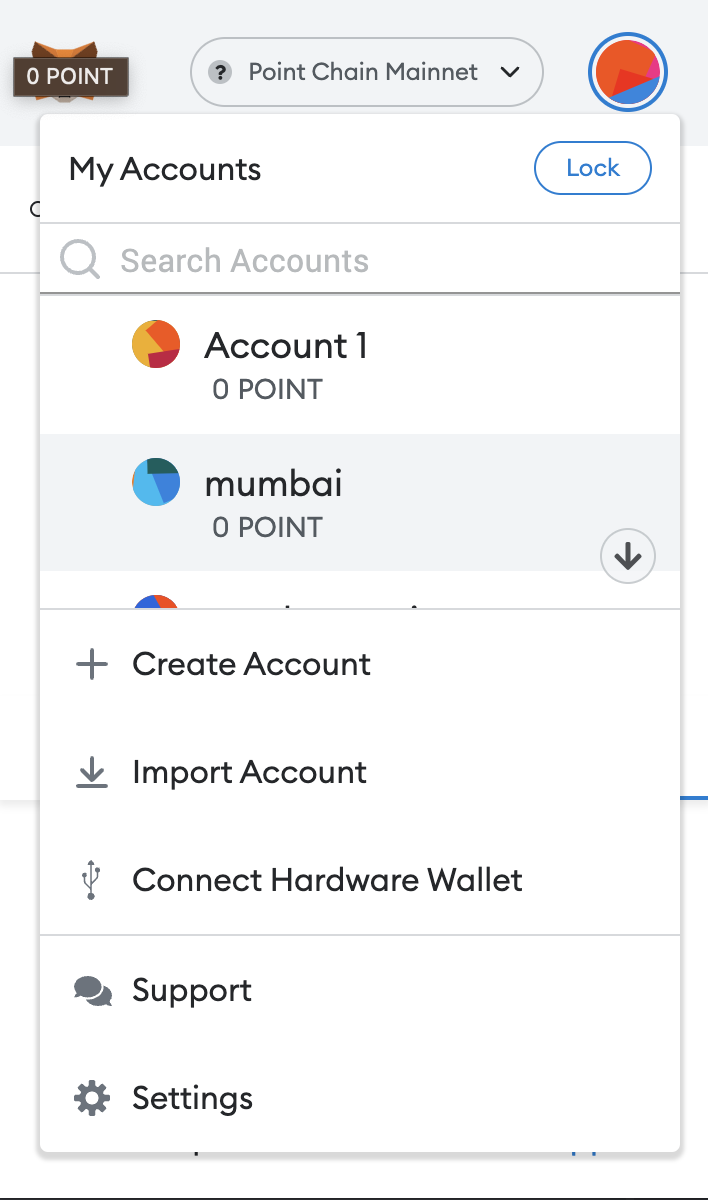 0 POINT
? Point Chain Mainnet
My Accounts
Lock
Search Accounts
Account 1
0 POINT
mumbai
0 POINT
Create Account
Import Account
Connect Hardware Wallet
Support
Settings